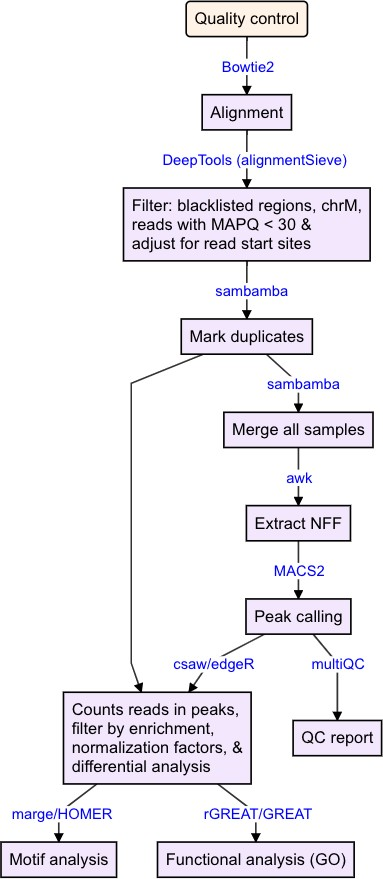 Quality control
Bowtie2
Alignment
DeepTools (alignmentSieve)
Filter: blacklisted regions, chrM,
reads with MAPQ < 30 &
adjust for read start sites
sambamba
Mark duplicates
sambamba
Merge all samples
awk
Extract NFF
MACS2
Peak calling
csaw/edgeR
multiQC
Counts reads in peaks,
filter by enrichment,
normalization factors, &
differential analysis
QC report
marge/HOMER
rGREAT/GREAT
Motif analysis
Functional analysis (GO)